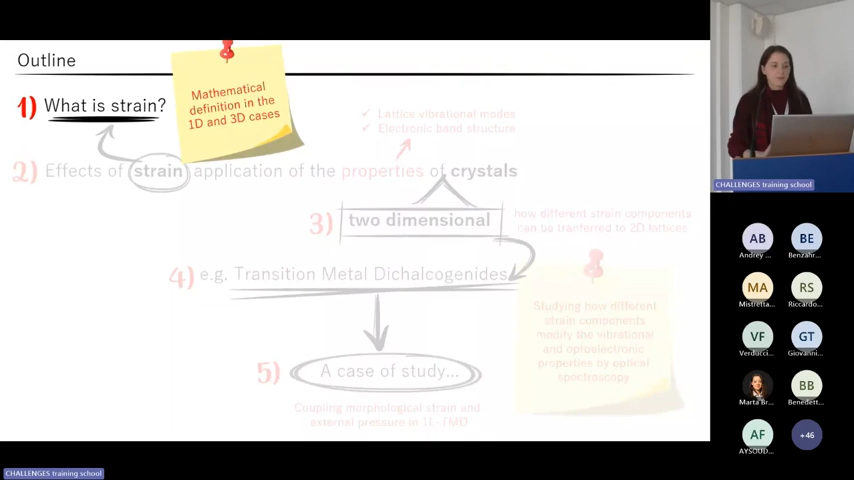 Outline
1) What is strain?
Mathematical
definition in the
1D and 3D cases
✓ Lattice vibrational modes
✓ Electronic band structure
2) Effects of strain application of the properties of crystals
3) two dimensional
how different strain components
can be tranferred to 2D lattices
4) e.g. Transition Metal Dichalcogenides
Studying how different
strain components
modify the vibrational
and optoelectronic
properties by optical
spectroscopy
5) A case of study...
Coupling morphological strain and
external pressure in 1L-TMD
CHALLENGES training school
CHALLENGES training school
AB
BE
Andrey ...
Benzahr...
MA
RS
Mistretta...
Riccardo...
VF
GT
Verducci...
Giovanni...
BB
Marta Br...
Benedett...
AF
+46
AYSOUD...